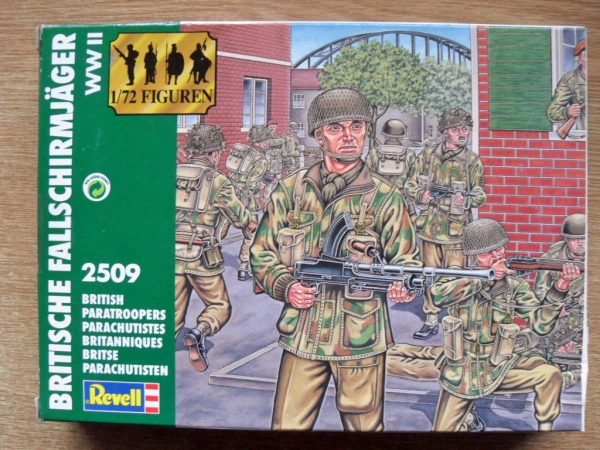 BRITISCHE FALLSCHIRMJÄGER
WW II
1/72 FIGUREN
2509
BRITISH
PARATROOPERS
PARACHUTISTES
BRITANNIQUES
BRITSE
PARACHUTISTEN
Revell